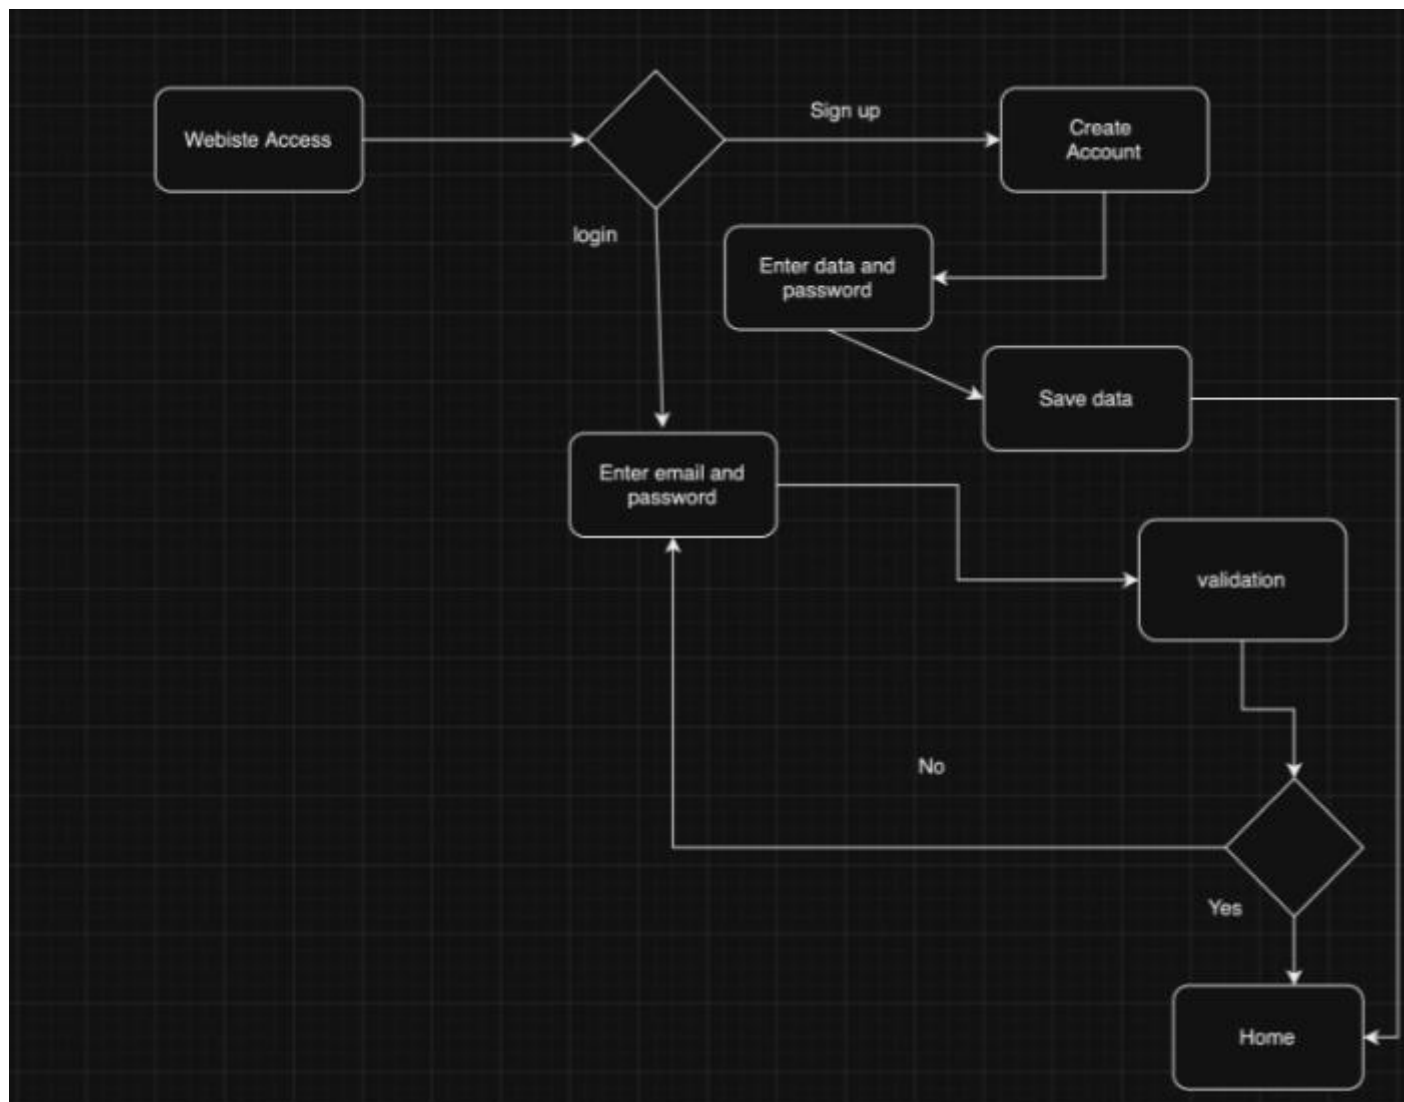 Webiste Access
Sign up
Create
Account
login
Enter data and
password
Save data
Enter email and
password
validation
No
Yes
Home